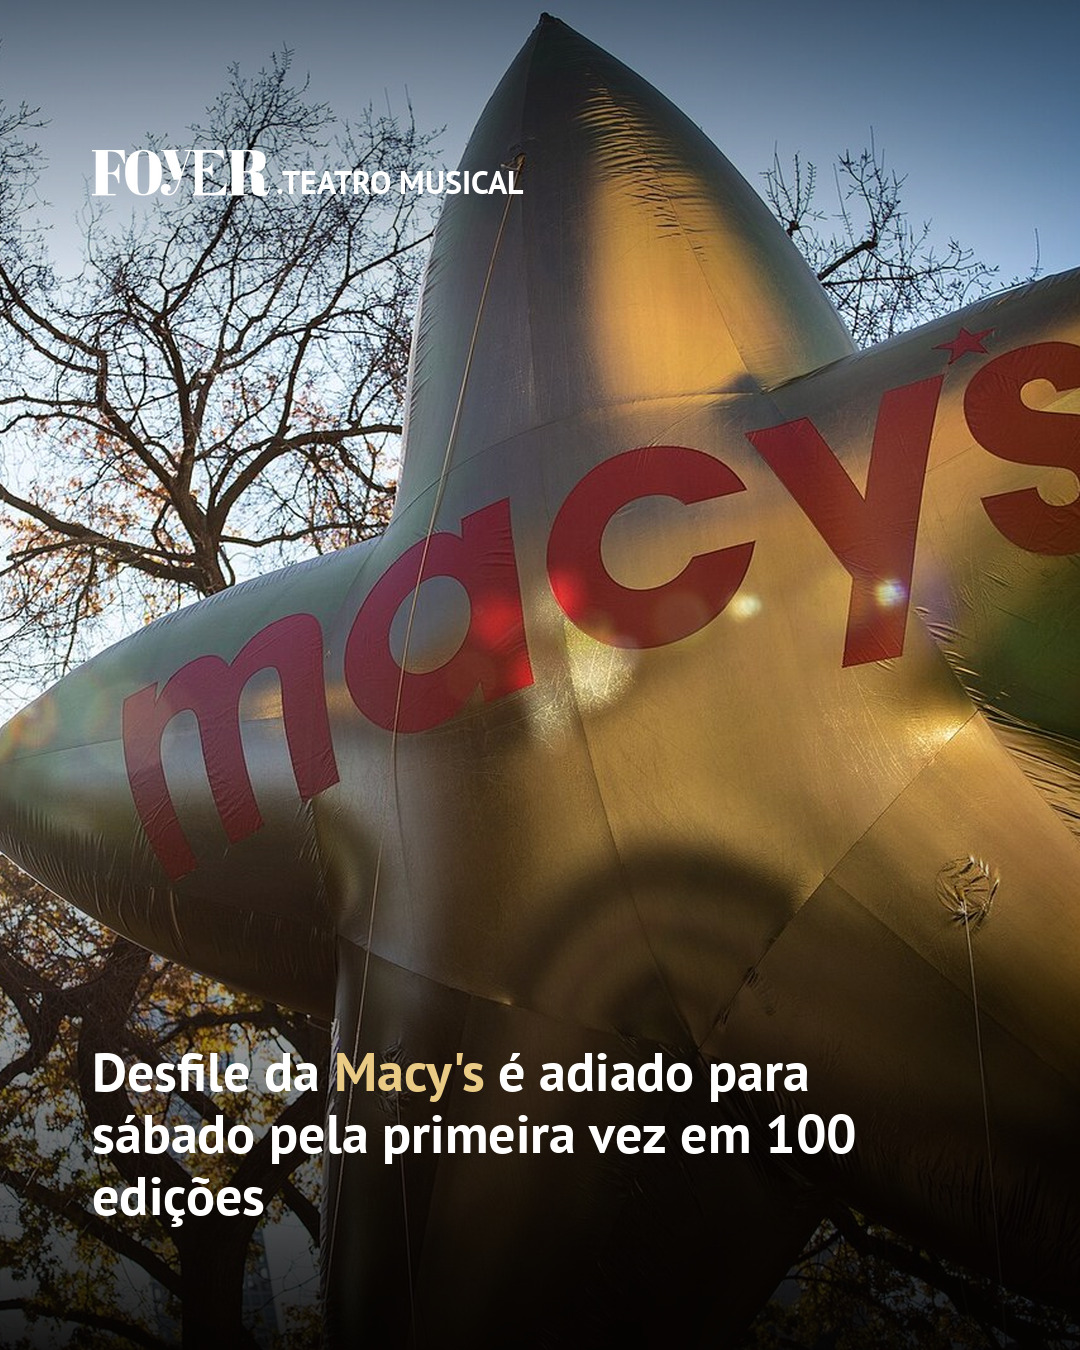 FOYER .TEATRO MUSICAL
macy's
Desfile da Macy's é adiado para
sábado pela primeira vez em 100
edições